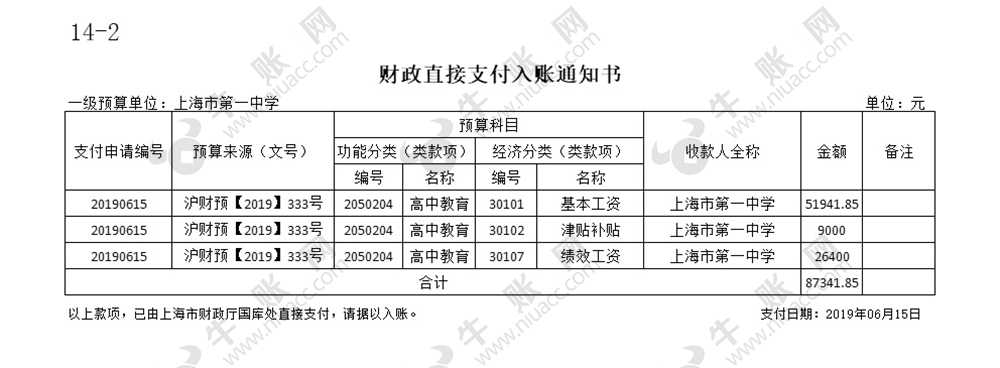 14-2
财政直接支付入账通知书
一级预算单位：上海市第一中学 单位：元
支付申请编号 预算来源（文号） 预算科目 收款人全称 金额 备注
功能分类（类款项） 经济分类（类款项）
编号 名称 编号 名称
20190615 沪财预【2019】333号 2050204 高中教育 30101 基本工资 上海市第一中学 51941.85
20190615 沪财预【2019】333号 2050204 高中教育 30102 津贴补贴 上海市第一中学 9000
20190615 沪财预【2019】333号 2050204 高中教育 30107 绩效工资 上海市第一中学 26400
合计 87341.85
以上款项，已由上海市财政厅国库处直接支付，请据以入账。 支付日期：2019年06月15日
牛账网
www.niuacc.com